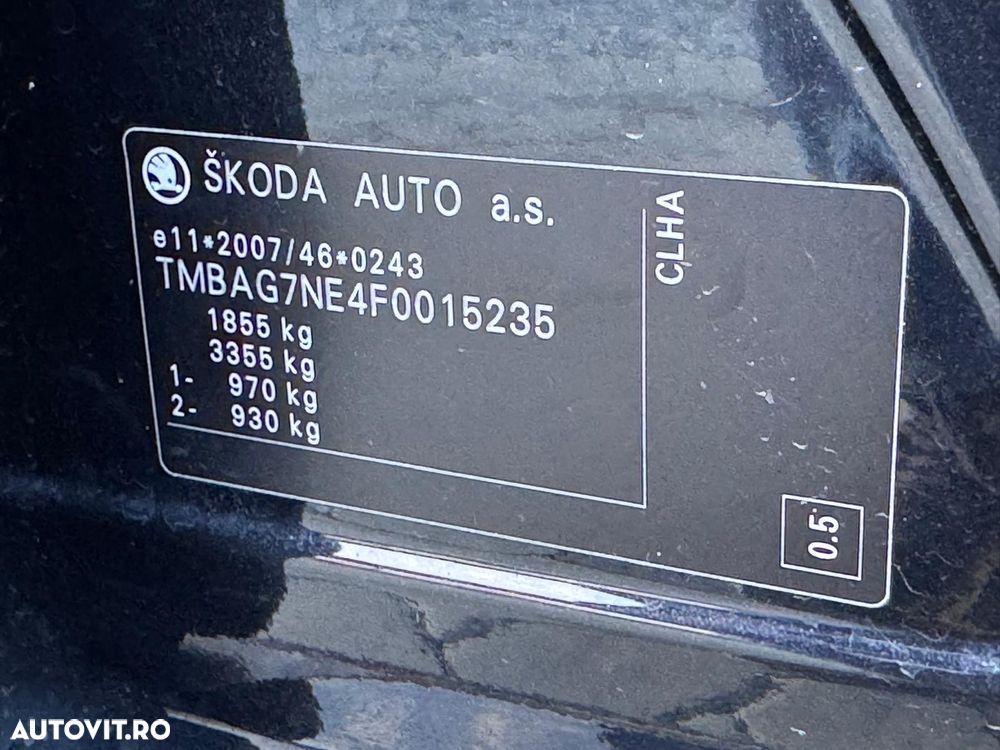 ŠKODA AUTO a.s.
e11*2007/46*0243
TMBAG7NE4F0015235
1855 kg
3355 kg
1- 970 kg
2- 930 kg
CLHA
0.5
AUTOVIT.RO